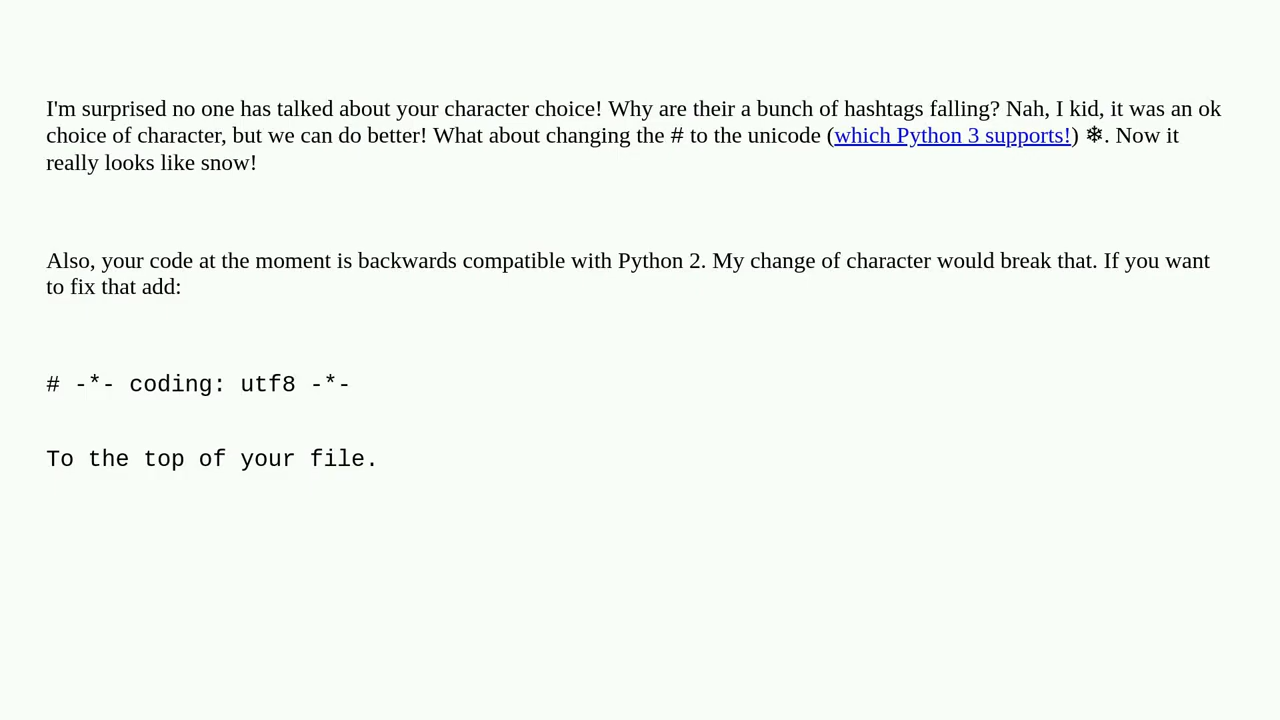 I'm surprised no one has talked about your character choice! Why are their a bunch of hashtags falling? Nah, I kid, it was an ok
choice of character, but we can do better! What about changing the # to the unicode (which Python 3 supports!) ❄. Now it
really looks like snow!
Also, your code at the moment is backwards compatible with Python 2. My change of character would break that. If you want
to fix that add:
# -*- coding: utf8 -*-
To the top of your file.